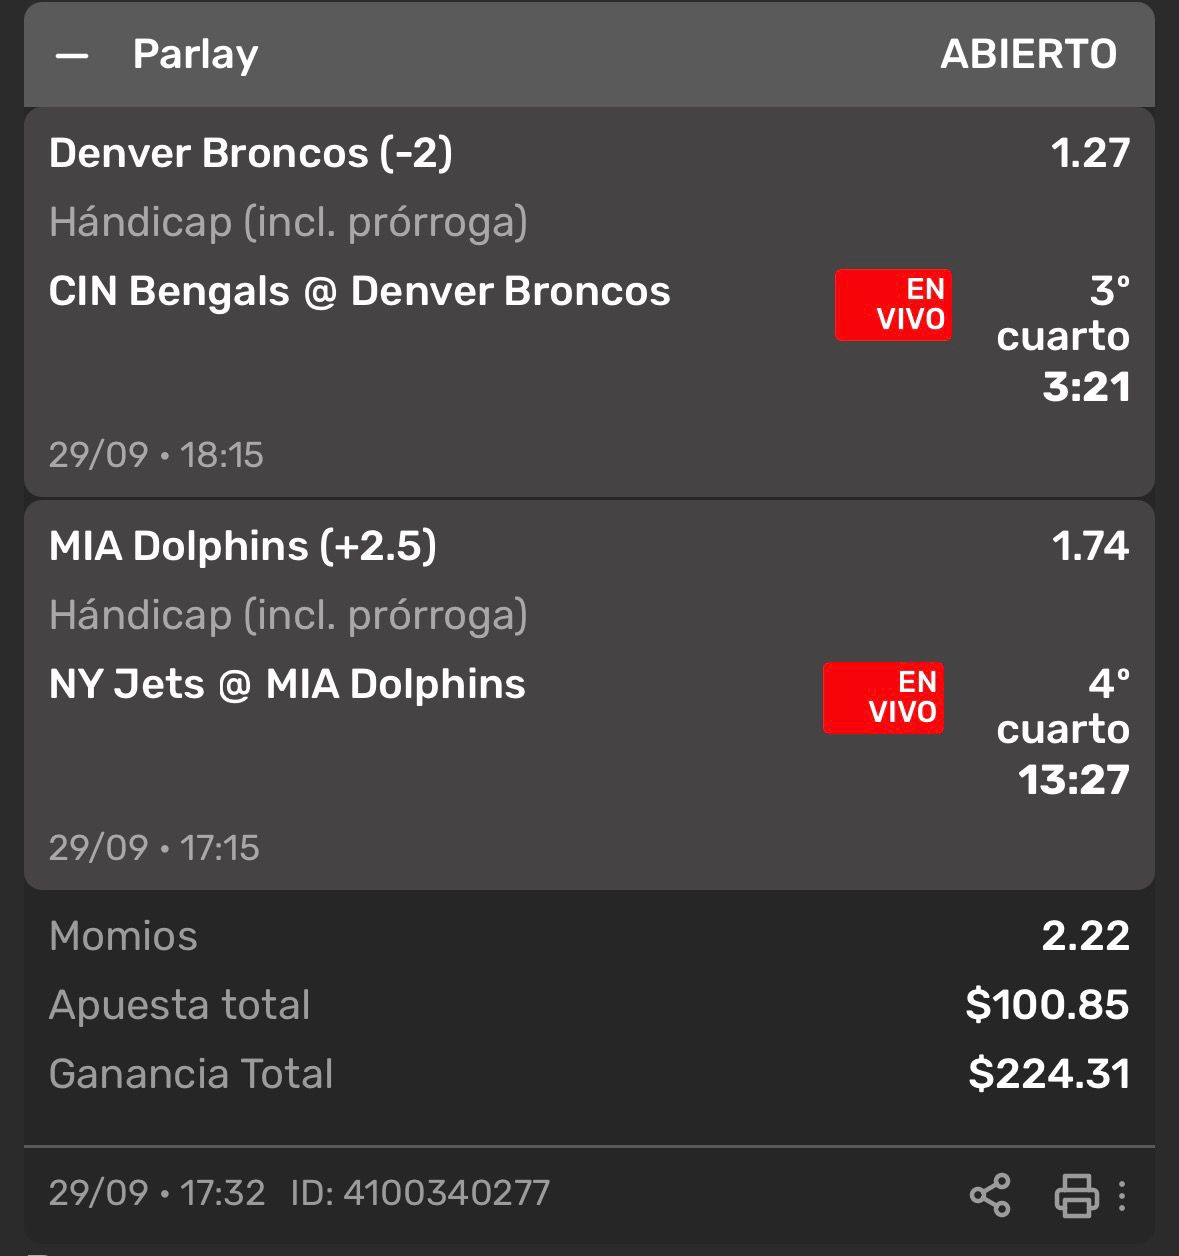 Parlay ABIERTO
Denver Broncos (-2) 1.27
Hándicap (incl. prórroga)
CIN Bengals @ Denver Broncos EN VIVO 3º cuarto 3:21
29/09 • 18:15
MIA Dolphins (+2.5) 1.74
Hándicap (incl. prórroga)
NY Jets @ MIA Dolphins EN VIVO 4º cuarto 13:27
29/09 • 17:15
Momios 2.22
Apuesta total $100.85
Ganancia Total $224.31
29/09 • 17:32 ID: 4100340277